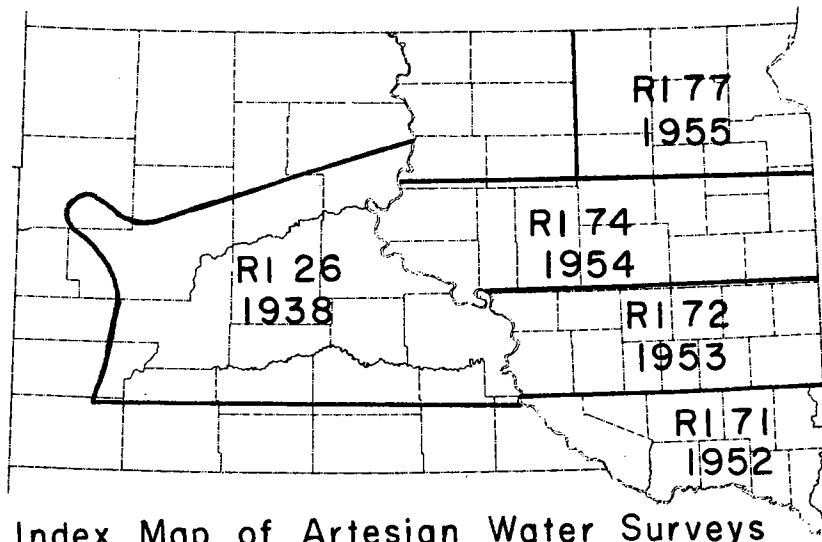 RI 77
1955
RI 74
1954
RI 26
1938
RI 72
1953
RI 71
1952
Index Map of Artesian Water Surveys